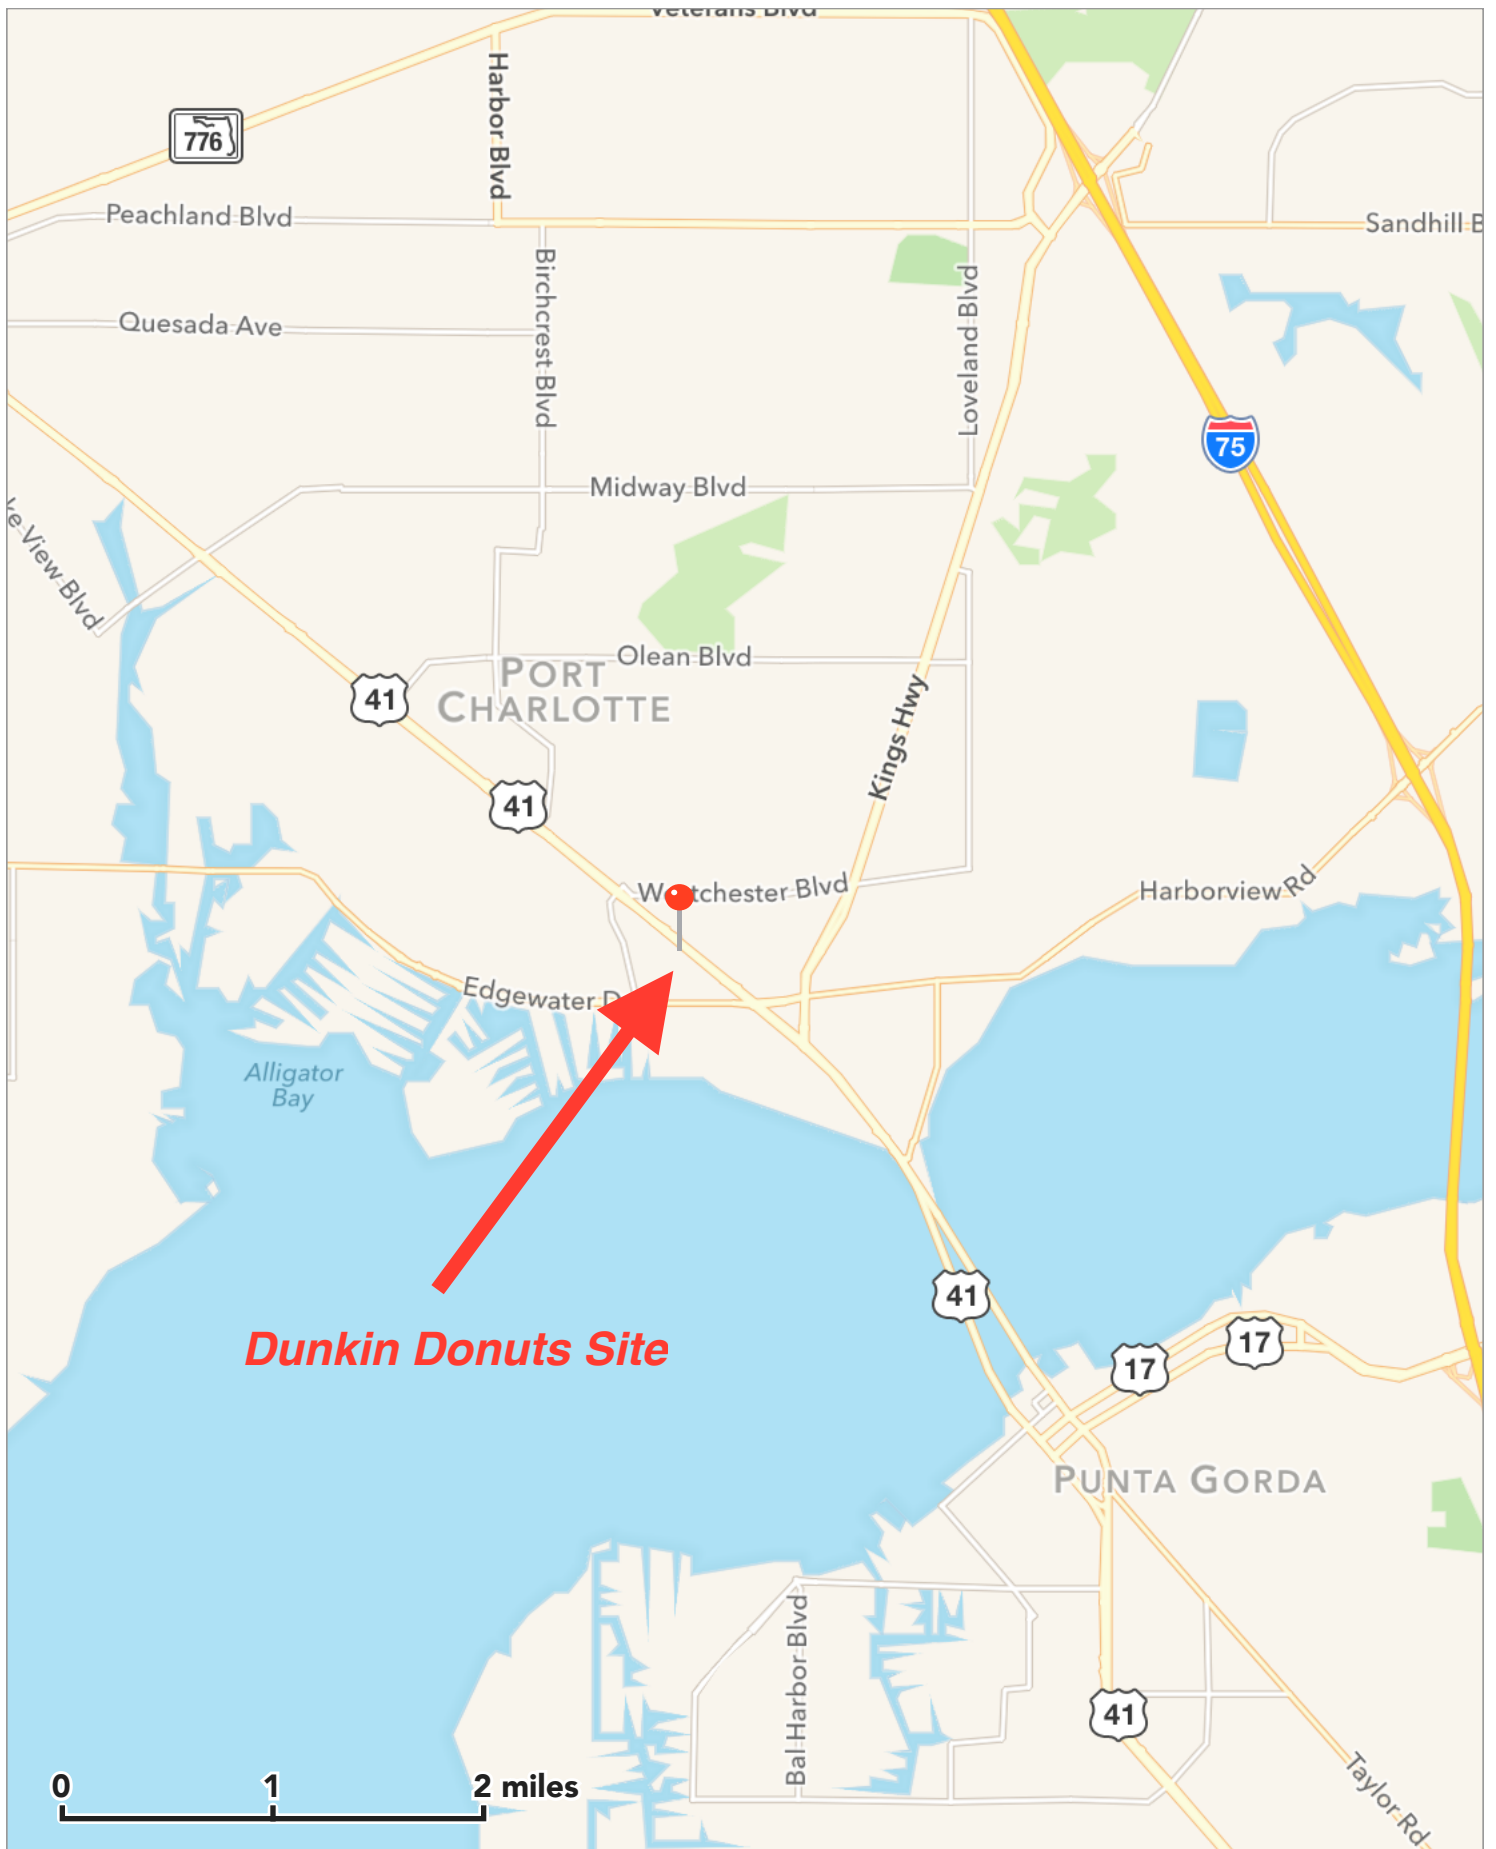 Veterans Blvd
Harbor Blvd
776
Peachland Blvd
Sandhill B
Birchcrest Blvd
Loveland Blvd
Quesada Ave
75
Midway Blvd
ke View Blvd
Olean Blvd
PORT
CHARLOTTE
41
Kings Hwy
41
Westchester Blvd
Harborview Rd
Edgewater D
Alligator
Bay
41
Dunkin Donuts Site
17
17
PUNTA GORDA
Bal Harbor Blvd
41
Taylor Rd
0 1 2 miles